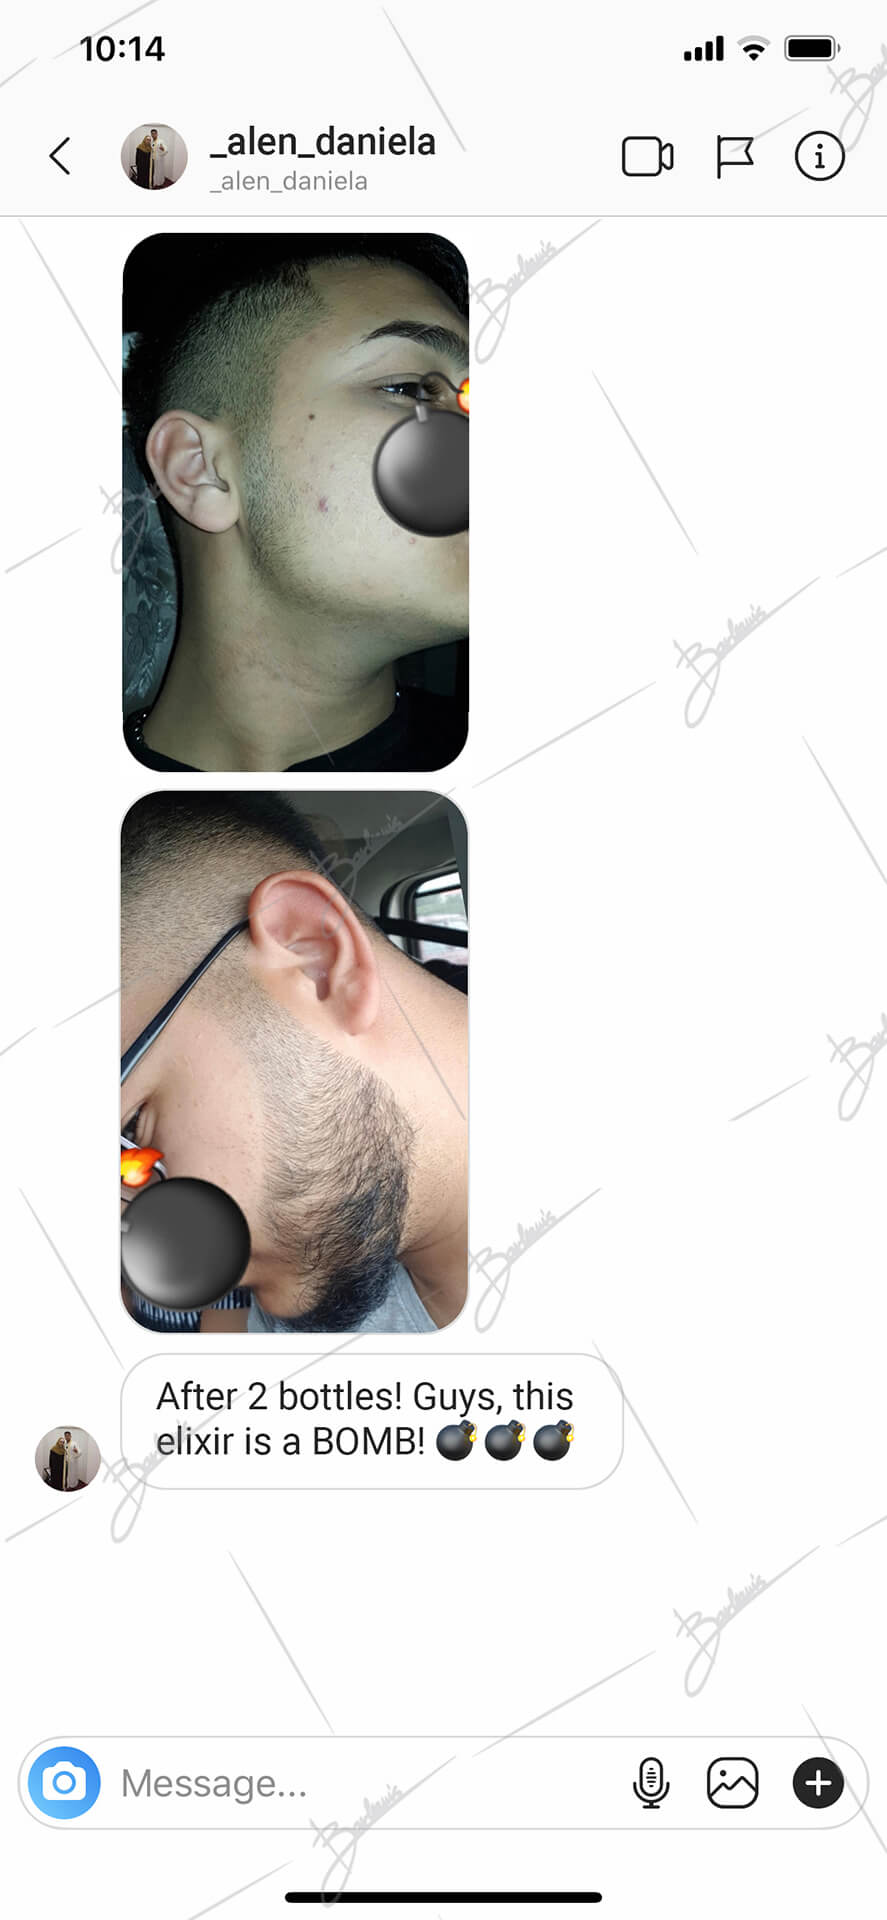 10:14
_alen_daniela
_alen_daniela
After 2 bottles! Guys, this
elixir is a BOMB! 💣💣💣
Message...